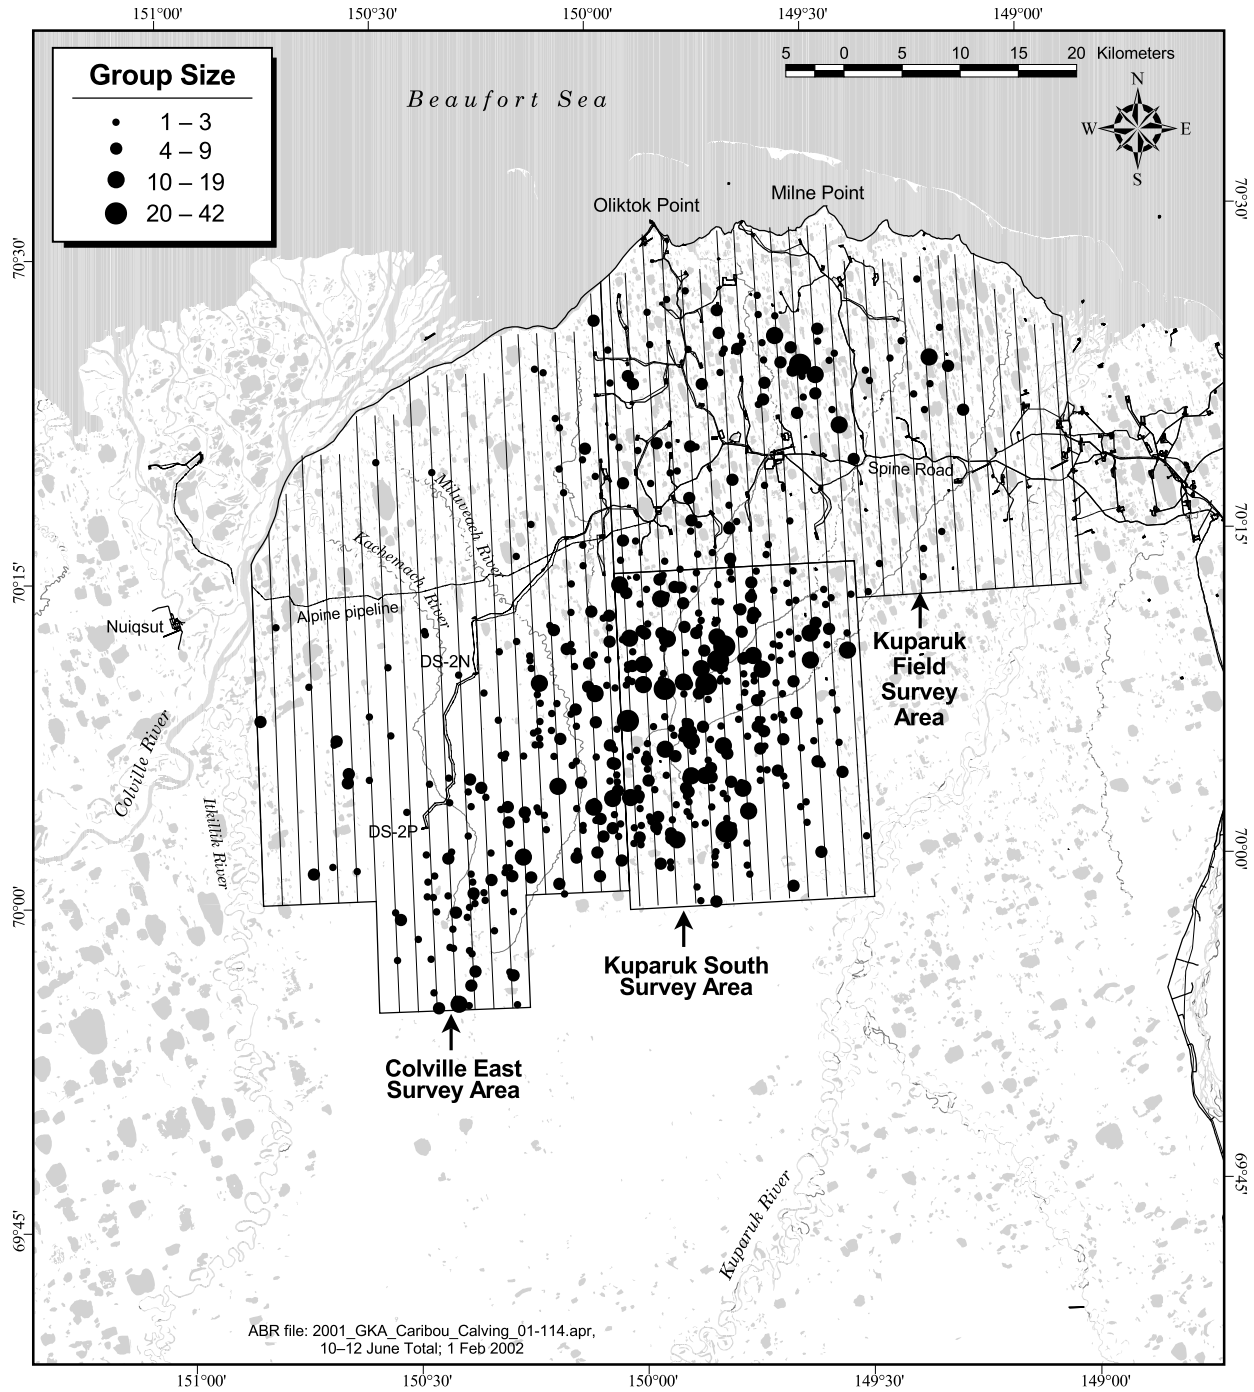 151°00'
150°30'
150°00'
149°30'
149°00'
Group Size
1 – 3
4 – 9
10 – 19
20 – 42
Beaufort Sea
5 0 5 10 15 20 Kilometers
N
W
E
S
Milne Point
Oliktok Point
70°30'
70°30'
Spine Road
Miluveach River
Kachemach River
70°15'
70°15'
Alpine pipeline
Nuiqsut
DS-2N
Kuparuk
Field
Survey
Area
Colville River
Itkillik River
DS-2P
70°00'
70°00'
Kuparuk South
Survey Area
Colville East
Survey Area
69°45'
69°45'
Kuparuk River
ABR file: 2001_GKA_Caribou_Calving_01-114.apr,
10–12 June Total; 1 Feb 2002
151°00'
150°30'
150°00'
149°30'
149°00'